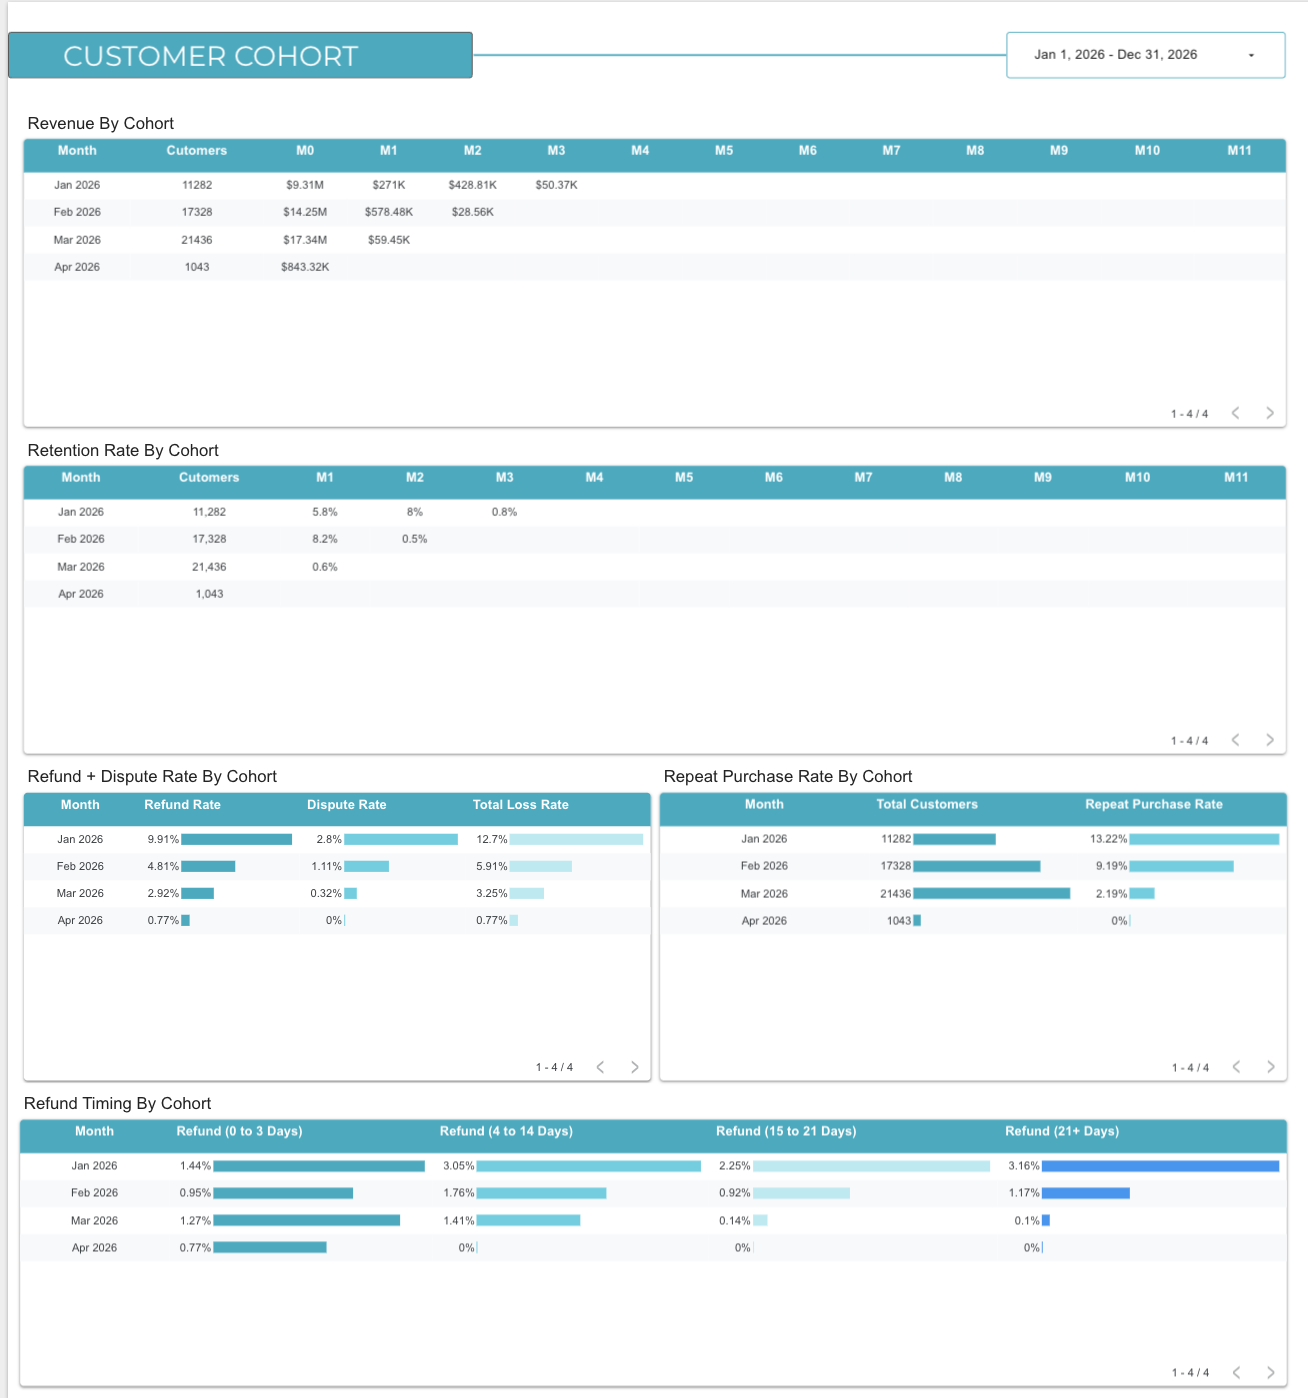 CUSTOMER COHORT
Jan 1, 2026 - Dec 31, 2026
Revenue By Cohort
Month Cutomers M0 M1 M2 M3 M4 M5 M6 M7 M8 M9 M10 M11
Jan 2026 11282 $9.31M $271K $428.81K $50.37K
Feb 2026 17328 $14.25M $578.48K $28.56K
Mar 2026 21436 $17.34M $59.45K
Apr 2026 1043 $843.32K
1 - 4 / 4
Retention Rate By Cohort
Month Cutomers M1 M2 M3 M4 M5 M6 M7 M8 M9 M10 M11
Jan 2026 11,282 5.8% 8% 0.8%
Feb 2026 17,328 8.2% 0.5%
Mar 2026 21,436 0.6%
Apr 2026 1,043
1 - 4 / 4
Refund + Dispute Rate By Cohort
Month Refund Rate Dispute Rate Total Loss Rate
Jan 2026 9.91% 2.8% 12.7%
Feb 2026 4.81% 1.11% 5.91%
Mar 2026 2.92% 0.32% 3.25%
Apr 2026 0.77% 0% 0.77%
1 - 4 / 4
Repeat Purchase Rate By Cohort
Month Total Customers Repeat Purchase Rate
Jan 2026 11282 13.22%
Feb 2026 17328 9.19%
Mar 2026 21436 2.19%
Apr 2026 1043 0%
1 - 4 / 4
Refund Timing By Cohort
Month Refund (0 to 3 Days) Refund (4 to 14 Days) Refund (15 to 21 Days) Refund (21+ Days)
Jan 2026 1.44% 3.05% 2.25% 3.16%
Feb 2026 0.95% 1.76% 0.92% 1.17%
Mar 2026 1.27% 1.41% 0.14% 0.1%
Apr 2026 0.77% 0% 0% 0%
1 - 4 / 4